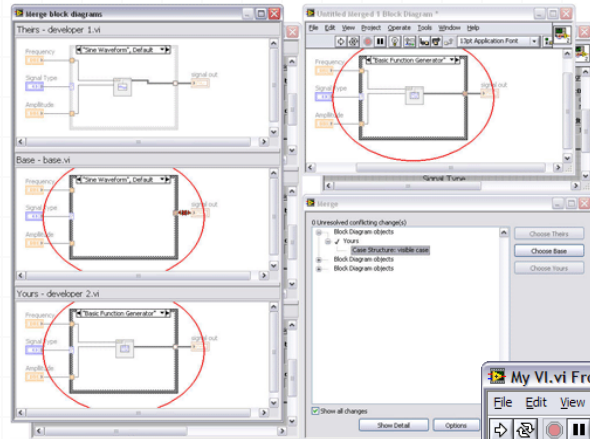 Merge block diagrams
Theirs - developer 1.vi
"Sine Waveform", Default
Frequency
Signal Type
signal out
Amplitude
Base - base.vi
"Sine Waveform", Default
Frequency
Signal Type
signal out
Amplitude
Yours - developer 2.vi
"Basic Function Generator"
Frequency
Signal Type
signal out
Amplitude
Untitled Merged 1 Block Diagram *
File Edit View Project Operate Tools Window Help
13pt Application Font
"Basic Function Generator"
Frequency
Signal Type
signal out
Amplitude
Signal Type
Merge
0 Unresolved conflicting change(s)
Block Diagram objects
Yours
Case Structure: visible case
Block Diagram objects
Block Diagram objects
Choose Theirs
Choose Base
Choose Yours
Show all changes
Show Detail
Options
My VI.vi Fro
File Edit View